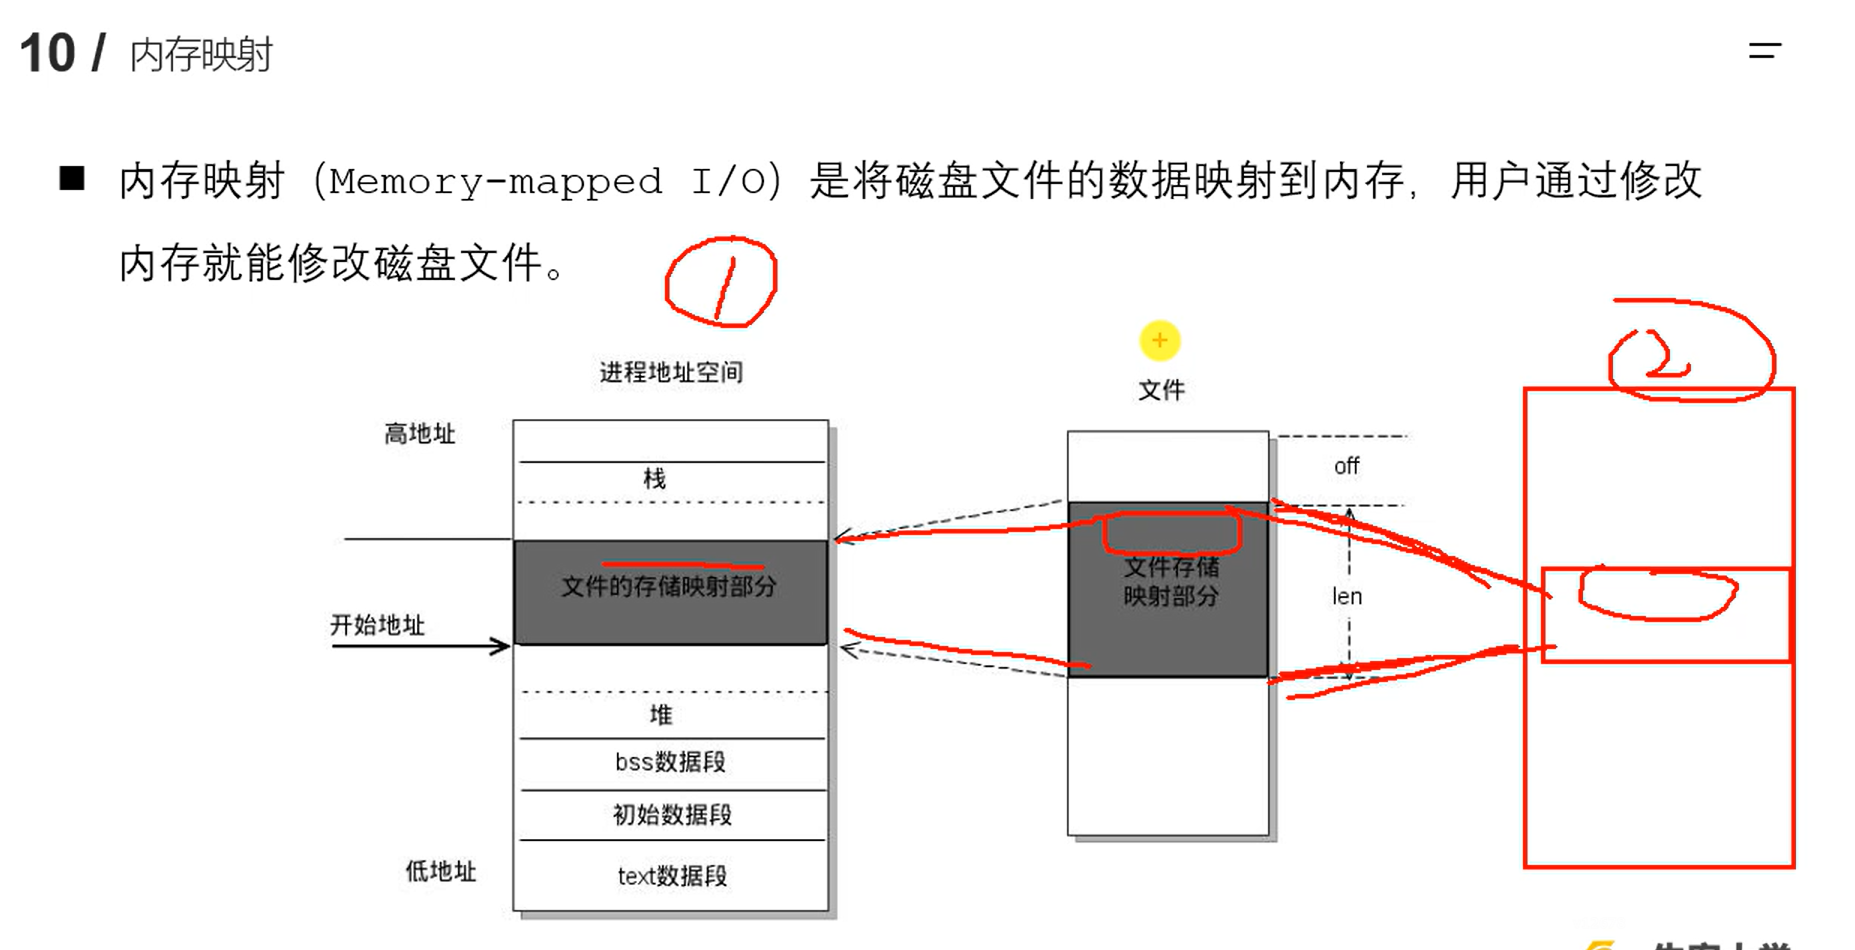 10 / 内存映射
内存映射（Memory-mapped I/O）是将磁盘文件的数据映射到内存，用户通过修改
内存就能修改磁盘文件。
1
2
进程地址空间
文件
高地址
栈
off
文件的存储映射部分
文件存储
映射部分
len
开始地址
堆
bss数据段
初始数据段
低地址
text数据段